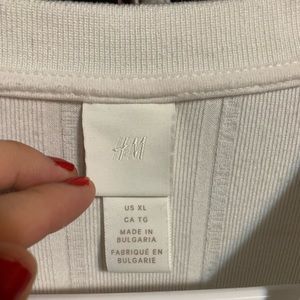 H&M
US XL
CA TG
MADE IN
BULGARIA
FABRIQUÉ EN
BULGARIE